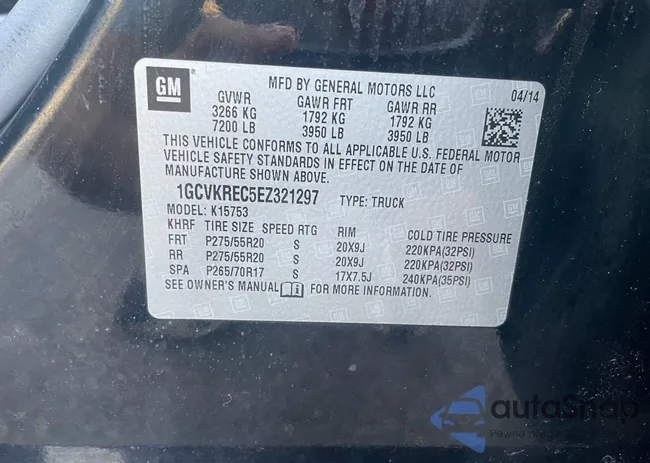 GM
MFD BY GENERAL MOTORS LLC
04/14
GVWR GAWR FRT GAWR RR
3266 KG 1792 KG 1792 KG
7200 LB 3950 LB 3950 LB
THIS VEHICLE CONFORMS TO ALL APPLICABLE U.S. FEDERAL MOTOR
VEHICLE SAFETY STANDARDS IN EFFECT ON THE DATE OF
MANUFACTURE SHOWN ABOVE.
1GCVKREC5EZ321297 TYPE: TRUCK
MODEL: K15753
KHRF TIRE SIZE SPEED RTG RIM COLD TIRE PRESSURE
FRT P275/55R20 S 20X9J 220KPA(32PSI)
RR P275/55R20 S 20X9J 220KPA(32PSI)
SPA P265/70R17 S 17X7.5J 240KPA(35PSI)
SEE OWNER'S MANUAL FOR MORE INFORMATION.
autoSnap